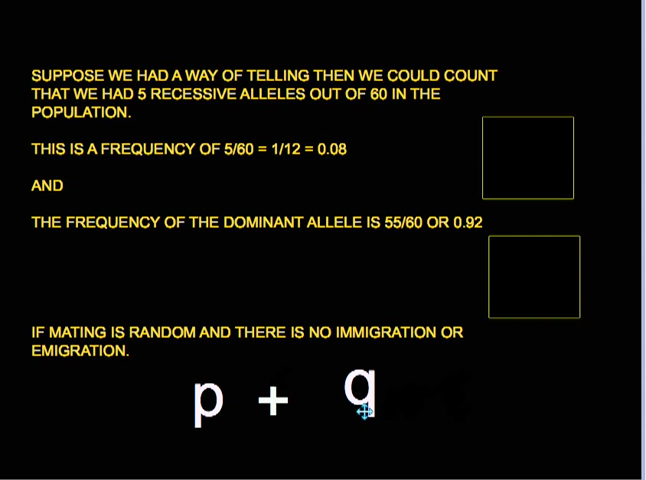 SUPPOSE WE HAD A WAY OF TELLING THEN WE COULD COUNT
THAT WE HAD 5 RECESSIVE ALLELES OUT OF 60 IN THE
POPULATION.
THIS IS A FREQUENCY OF 5/60 = 1/12 = 0.08
AND
THE FREQUENCY OF THE DOMINANT ALLELE IS 55/60 OR 0.92
IF MATING IS RANDOM AND THERE IS NO IMMIGRATION OR
EMIGRATION.
p + q